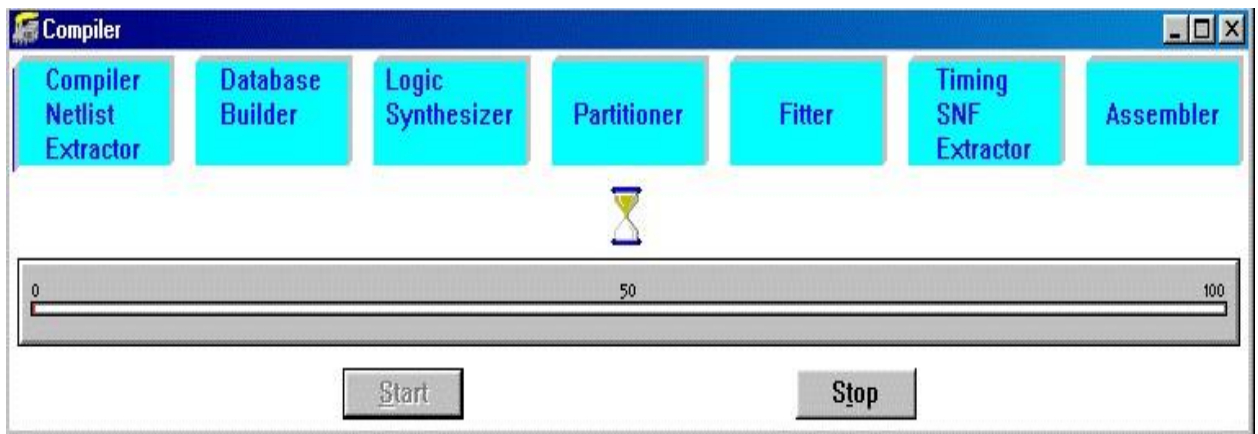 Compiler
Compiler
Netlist
Extractor
Database
Builder
Logic
Synthesizer
Partitioner
Fitter
Timing
SNF
Extractor
Assembler
0 50 100
Start Stop